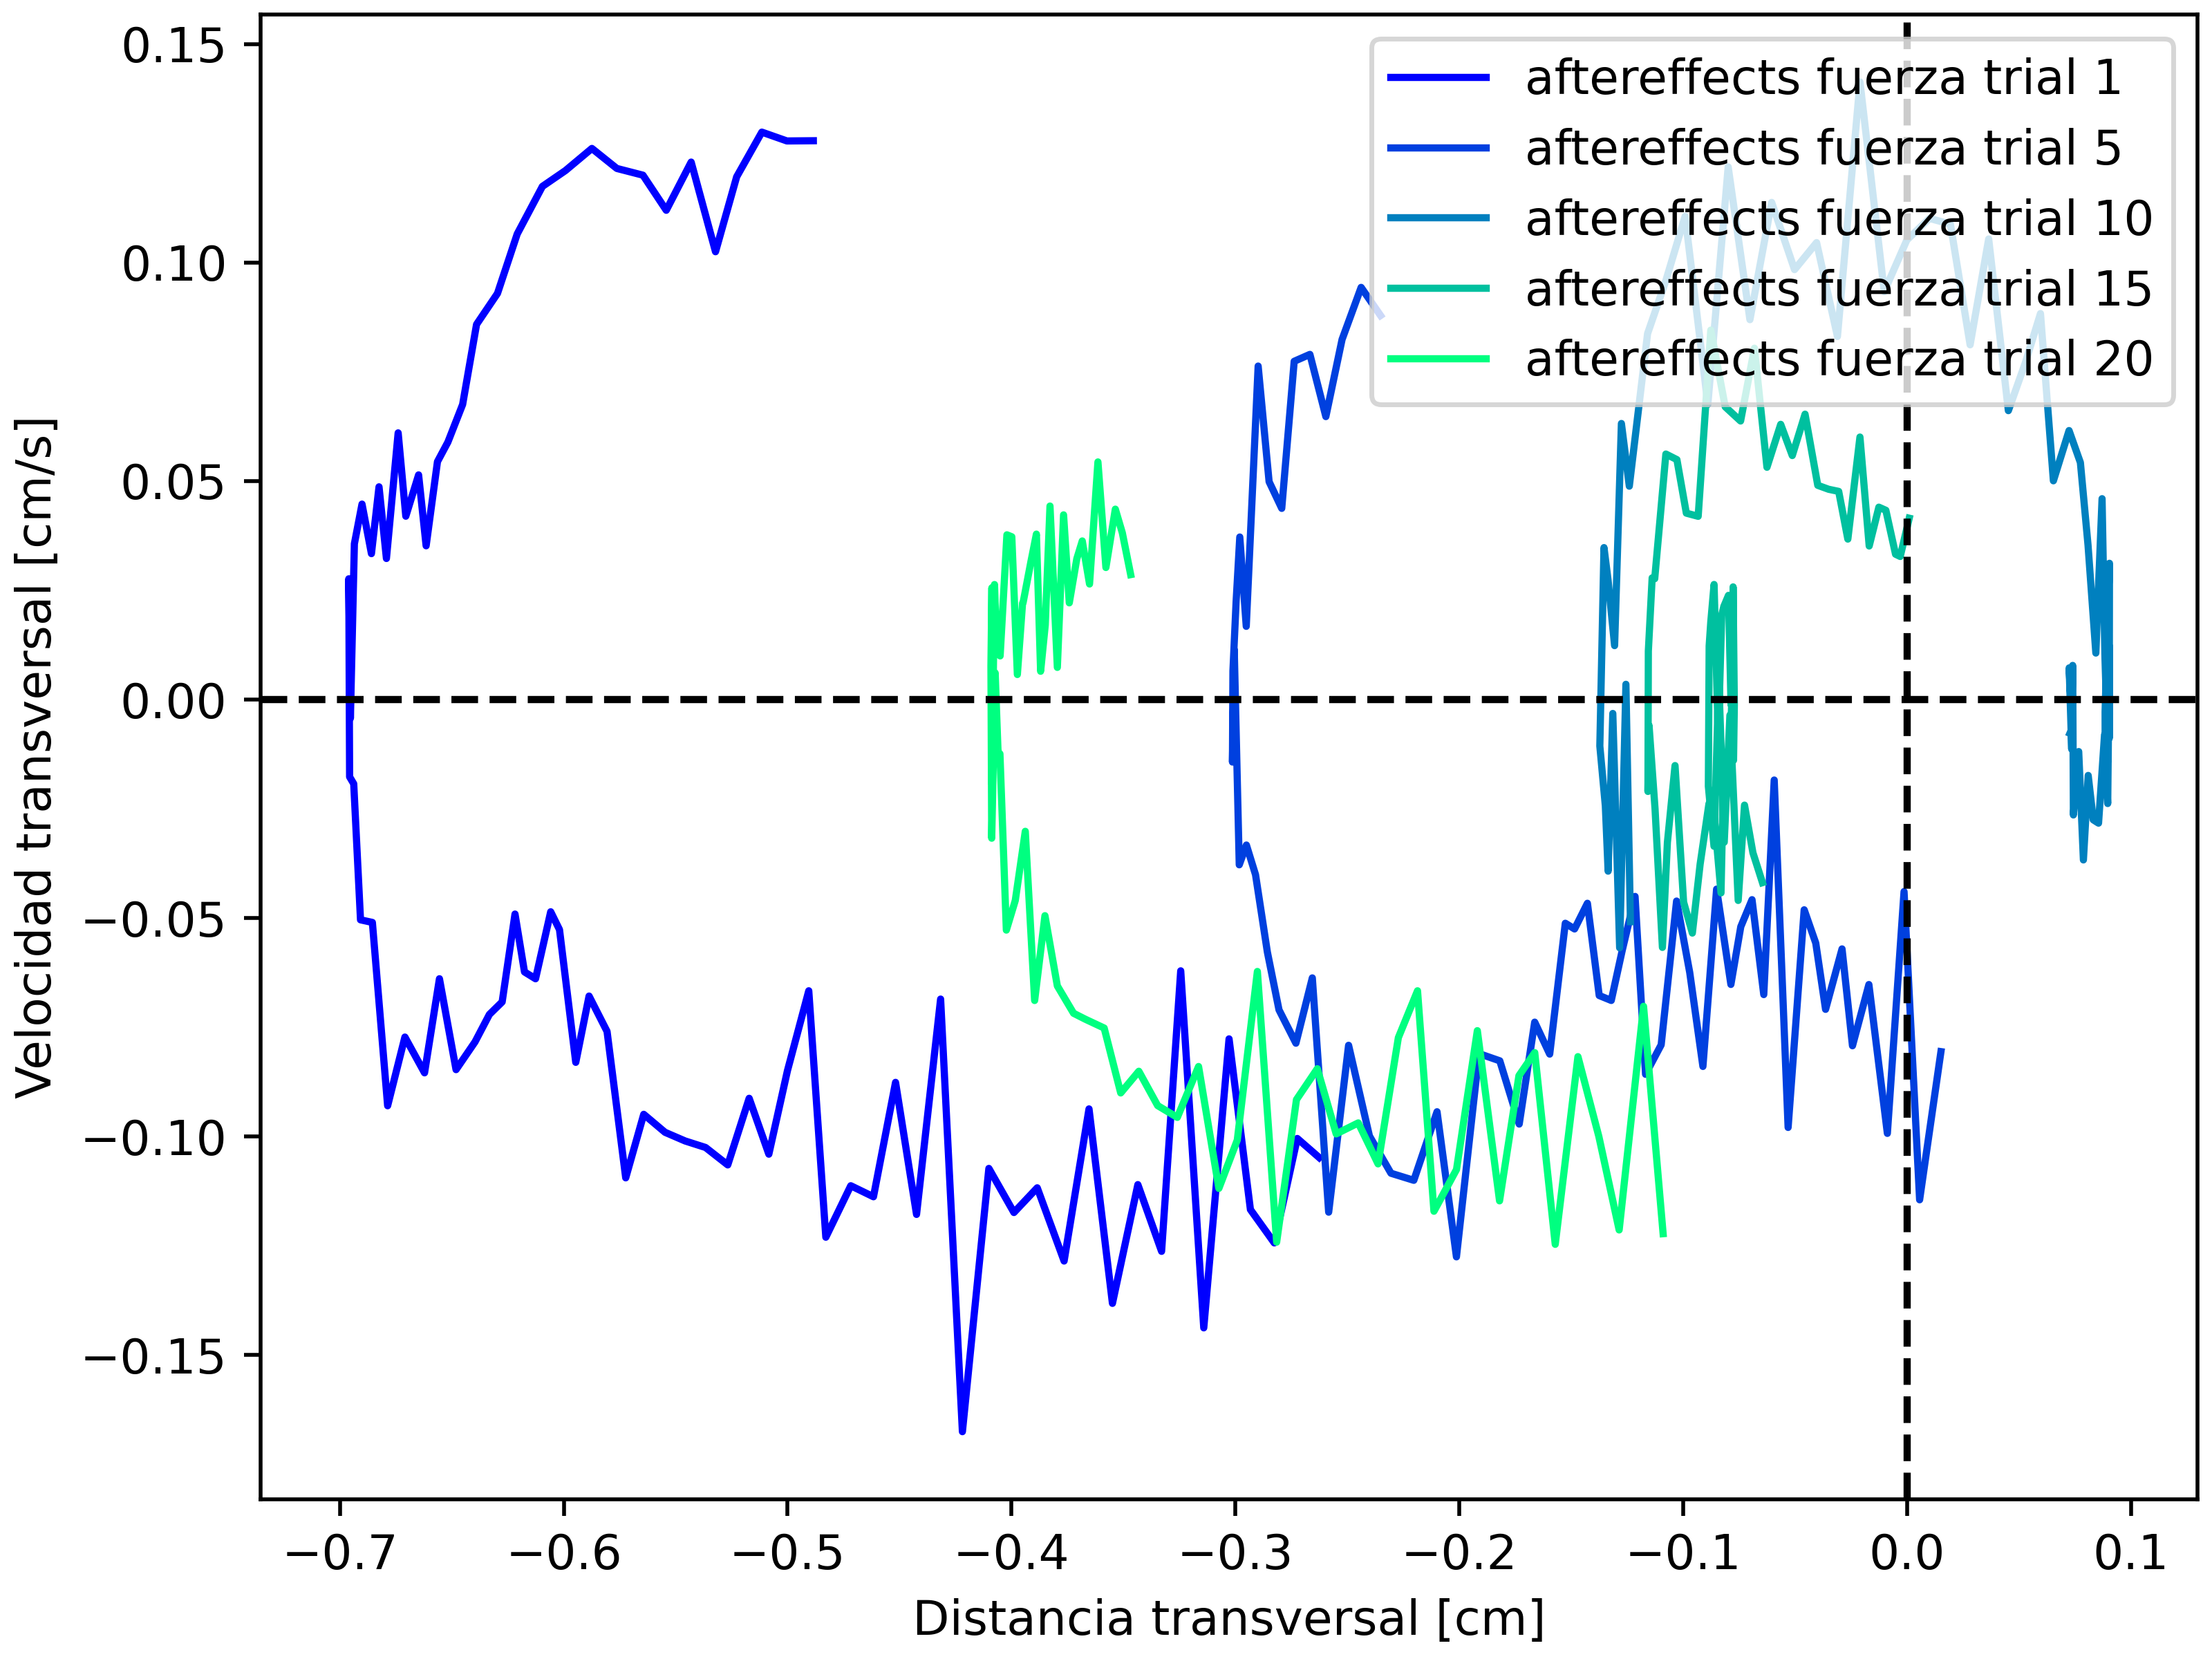 0.15
0.10
0.05
0.00
−0.05
−0.10
−0.15
Velocidad transversal [cm/s]
aftereffects fuerza trial 1
aftereffects fuerza trial 5
aftereffects fuerza trial 10
aftereffects fuerza trial 15
aftereffects fuerza trial 20
−0.7 −0.6 −0.5 −0.4 −0.3 −0.2 −0.1 0.0 0.1
Distancia transversal [cm]